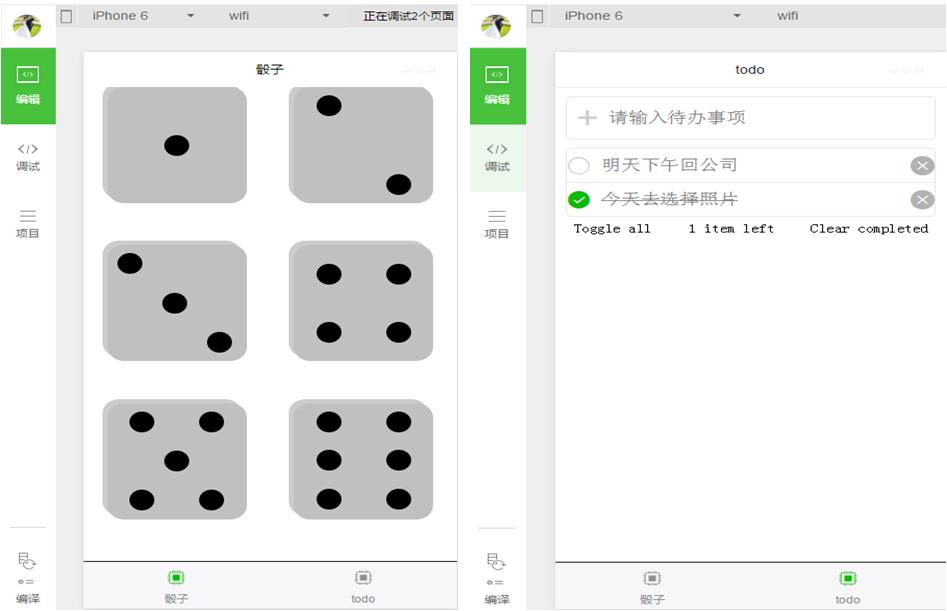 iPhone 6 wifi 正在调试2个页面
编辑
调试
项目
编译
骰子
骰子 todo
iPhone 6 wifi
编辑
调试
项目
编译
todo
请输入待办事项
明天下午回公司
今天去选择照片
Toggle all 1 item left Clear completed
骰子 todo